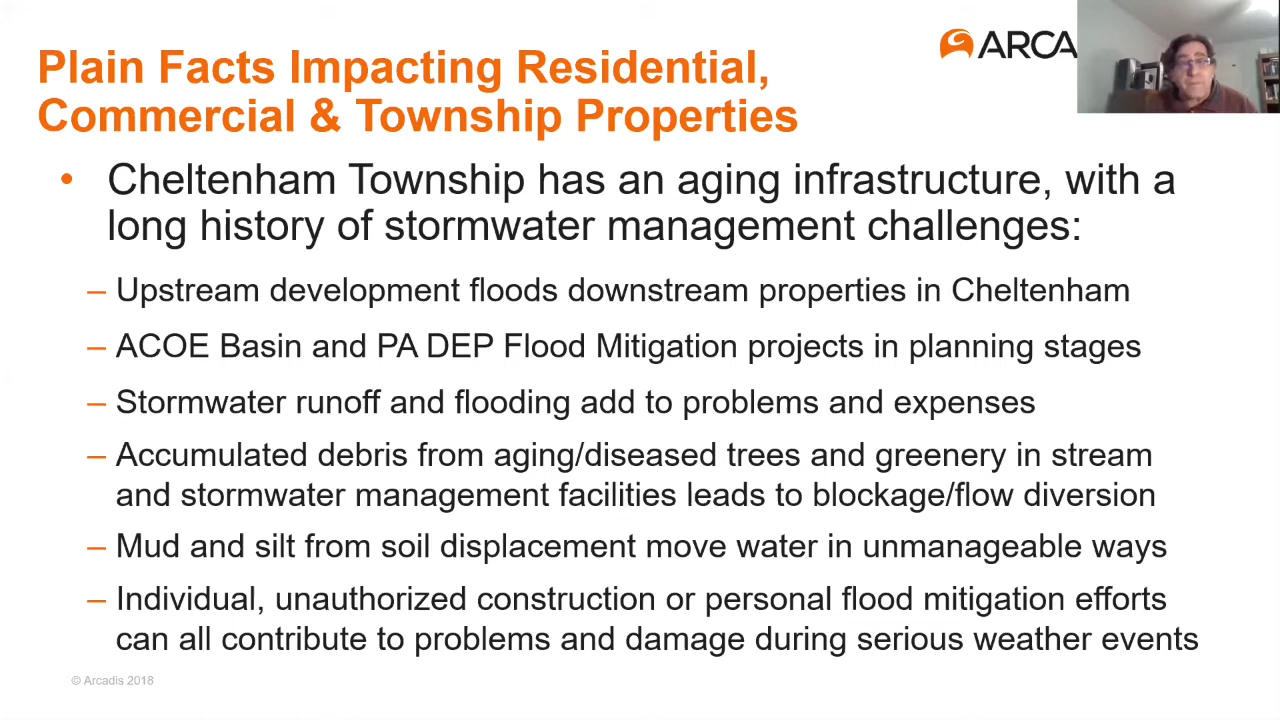 ARCA
Plain Facts Impacting Residential,
Commercial & Township Properties
• Cheltenham Township has an aging infrastructure, with a
long history of stormwater management challenges:
– Upstream development floods downstream properties in Cheltenham
– ACOE Basin and PA DEP Flood Mitigation projects in planning stages
– Stormwater runoff and flooding add to problems and expenses
– Accumulated debris from aging/diseased trees and greenery in stream
and stormwater management facilities leads to blockage/flow diversion
– Mud and silt from soil displacement move water in unmanageable ways
– Individual, unauthorized construction or personal flood mitigation efforts
can all contribute to problems and damage during serious weather events
© Arcadis 2018